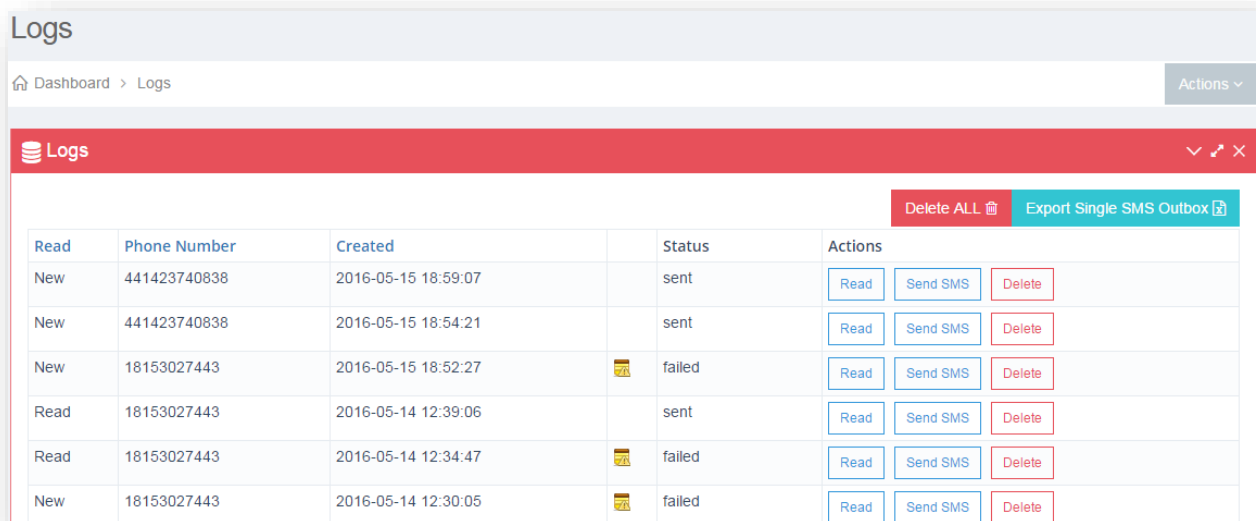 Logs
Dashboard > Logs
Actions
Logs
Delete ALL Export Single SMS Outbox
Read Phone Number Created Status Actions
New 441423740838 2016-05-15 18:59:07 sent Read Send SMS Delete
New 441423740838 2016-05-15 18:54:21 sent Read Send SMS Delete
New 18153027443 2016-05-15 18:52:27 failed Read Send SMS Delete
Read 18153027443 2016-05-14 12:39:06 sent Read Send SMS Delete
Read 18153027443 2016-05-14 12:34:47 failed Read Send SMS Delete
New 18153027443 2016-05-14 12:30:05 failed Read Send SMS Delete